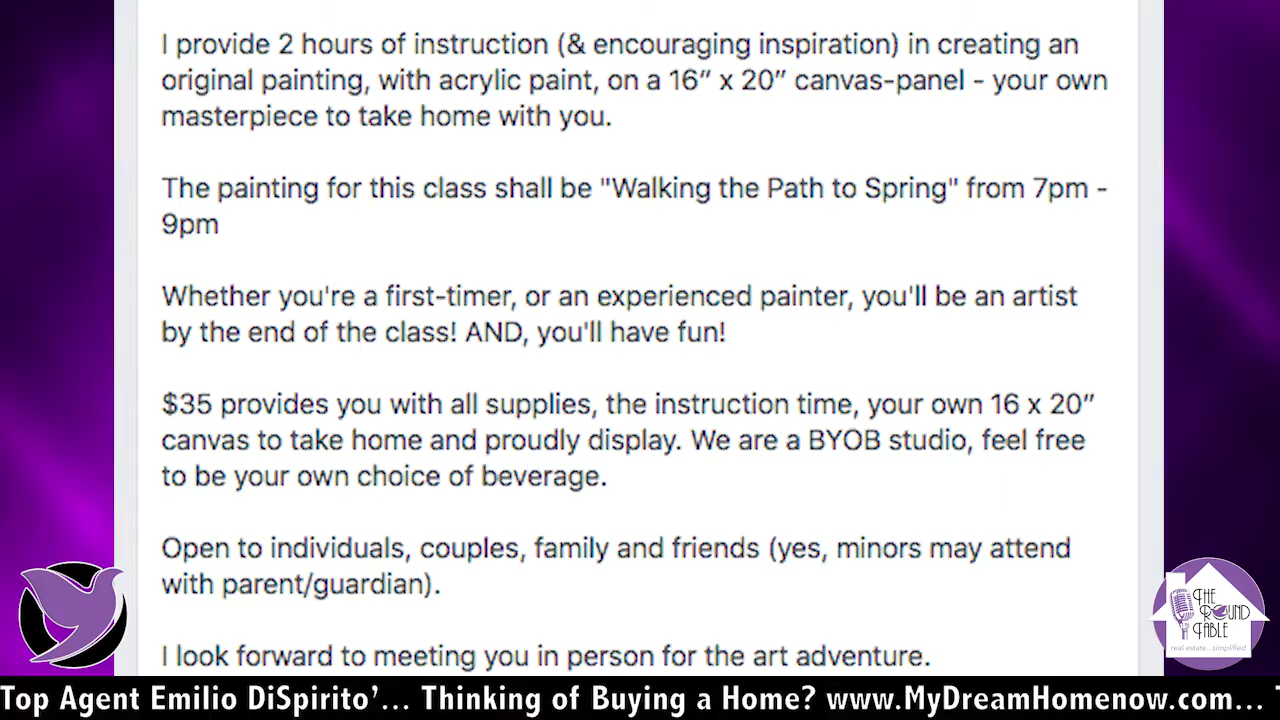 I provide 2 hours of instruction (& encouraging inspiration) in creating an
original painting, with acrylic paint, on a 16” x 20” canvas-panel - your own
masterpiece to take home with you.
The painting for this class shall be "Walking the Path to Spring" from 7pm -
9pm
Whether you're a first-timer, or an experienced painter, you'll be an artist
by the end of the class! AND, you'll have fun!
$35 provides you with all supplies, the instruction time, your own 16 x 20”
canvas to take home and proudly display. We are a BYOB studio, feel free
to be your own choice of beverage.
Open to individuals, couples, family and friends (yes, minors may attend
with parent/guardian).
I look forward to meeting you in person for the art adventure.
THE
ROUND
TABLE
real estate...simplified
Top Agent Emilio DiSpirito’... Thinking of Buying a Home? www.MyDreamHomenow.com... T